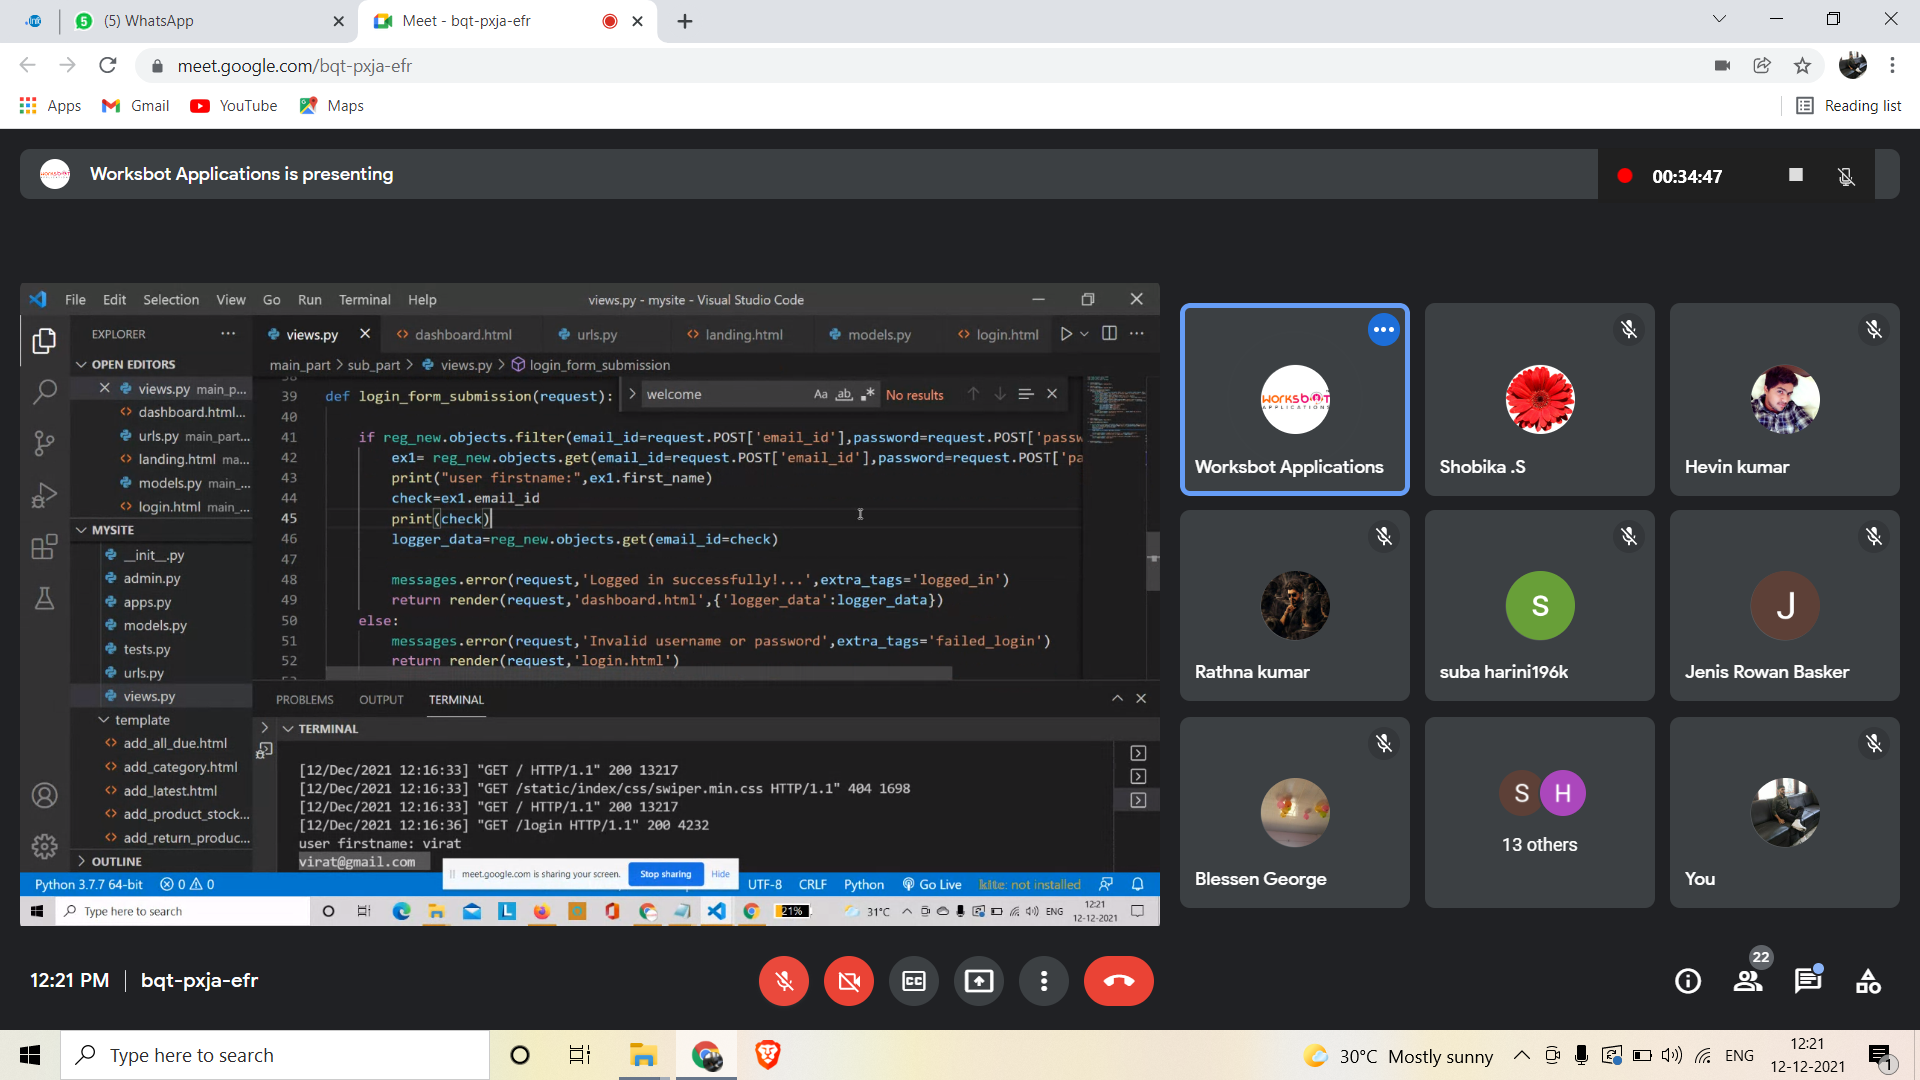 (5) WhatsApp
Meet - bqt-pxja-efr
meet.google.com/bqt-pxja-efr
Apps
Gmail
YouTube
Maps
Reading list
Worksbot Applications is presenting
00:34:47
File Edit Selection View Go Run Terminal Help
views.py - mysite - Visual Studio Code
EXPLORER
views.py
dashboard.html
urls.py
landing.html
models.py
login.html
OPEN EDITORS
main_part > sub_part > views.py > login_form_submission
views.py main_p...
dashboard.html...
urls.py main_part...
landing.html ma...
models.py main_...
login.html main_...
welcome
Aa ab
No results
39 def login_form_submission(request):
40
41 if reg_new.objects.filter(email_id=request.POST['email_id'],password=request.POST['passw
42 ex1= reg_new.objects.get(email_id=request.POST['email_id'],password=request.POST['pa
43 print("user firstname:",ex1.first_name)
44 check=ex1.email_id
45 print(check)
46 logger_data=reg_new.objects.get(email_id=check)
47
48 messages.error(request,'Logged in successfully!...',extra_tags='logged_in')
49 return render(request,'dashboard.html',{'logger_data':logger_data})
50 else:
51 messages.error(request,'Invalid username or password',extra_tags='failed_login')
52 return render(request,'login.html')
MYSITE
__init__.py
admin.py
apps.py
models.py
tests.py
urls.py
views.py
template
add_all_due.html
add_category.html
add_latest.html
add_product_stock...
add_return_produc...
OUTLINE
PROBLEMS OUTPUT TERMINAL
TERMINAL
[12/Dec/2021 12:16:33] "GET / HTTP/1.1" 200 13217
[12/Dec/2021 12:16:33] "GET /static/index/css/swiper.min.css HTTP/1.1" 404 1698
[12/Dec/2021 12:16:33] "GET / HTTP/1.1" 200 13217
[12/Dec/2021 12:16:36] "GET /login HTTP/1.1" 200 4232
user firstname: virat
virat@gmail.com
meet.google.com is sharing your screen.
Stop sharing
Hide
Python 3.7.7 64-bit
0 0
UTF-8 CRLF Python Go Live
kite: not installed
Type here to search
21%
31°C
ENG
12:21
12-12-2021
WORKSBOT
APPLICATIONS
Worksbot Applications
Shobika .S
Hevin kumar
Rathna kumar
S
suba harini196k
J
Jenis Rowan Basker
Blessen George
S
H
13 others
You
12:21 PM
bqt-pxja-efr
CC
22
Type here to search
30°C Mostly sunny
ENG
12:21
12-12-2021
1